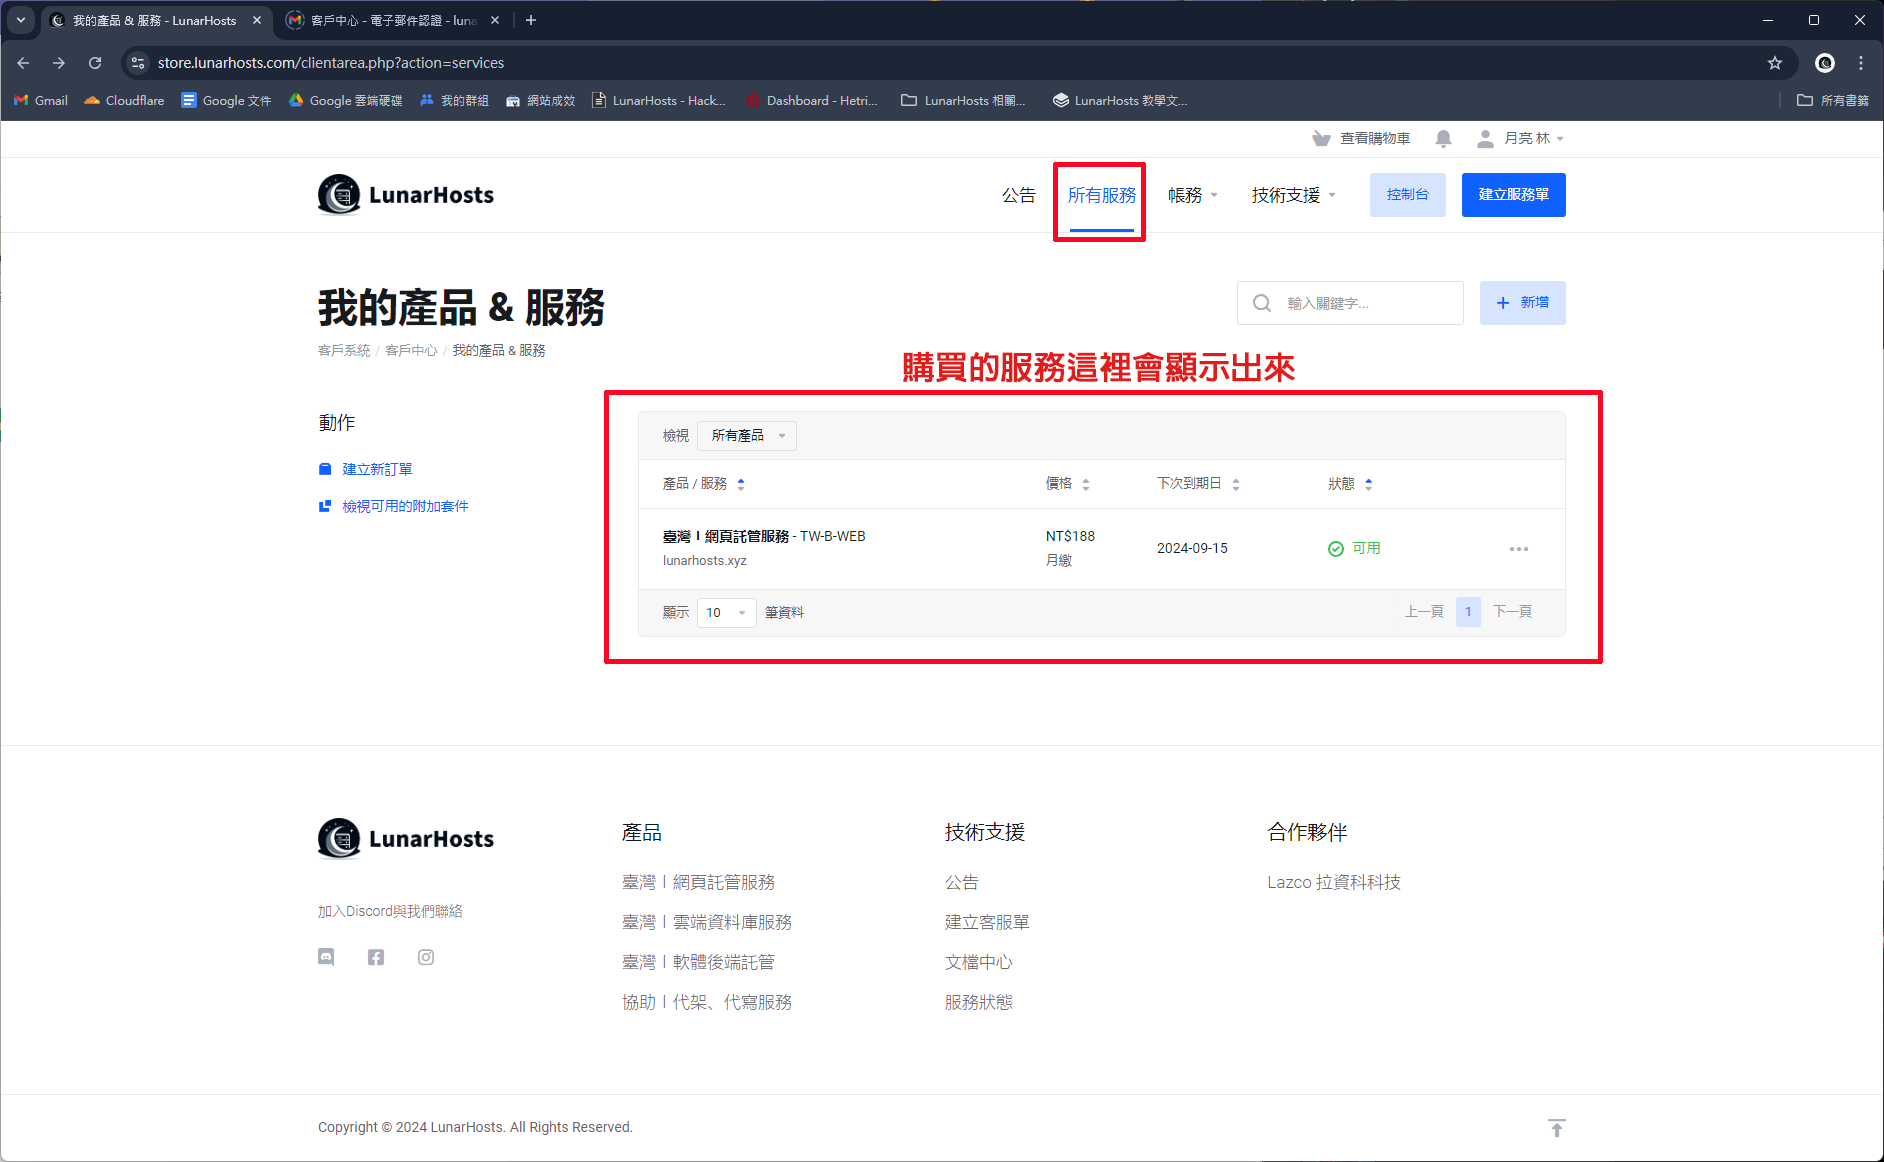 我的產品 & 服務 - LunarHosts
客戶中心 - 電子郵件認證 - luna
store.lunarhosts.com/clientarea.php?action=services
Gmail
Cloudflare
Google 文件
Google 雲端硬碟
我的群組
網站成效
LunarHosts - Hack...
Dashboard - Hetri...
LunarHosts 相關...
LunarHosts 教學文...
所有書籤
查看購物車
月亮 林
LunarHosts
公告
所有服務
帳務
技術支援
控制台
建立服務單
我的產品 & 服務
輸入關鍵字...
+ 新增
客戶系統 / 客戶中心 / 我的產品 & 服務
購買的服務這裡會顯示出來
動作
建立新訂單
檢視可用的附加套件
檢視 所有產品
產品 / 服務 價格 下次到期日 狀態
臺灣〡網頁託管服務 - TW-B-WEB
lunarhosts.xyz
NT$188
月繳
2024-09-15
可用
顯示 10 筆資料
上一頁 1 下一頁
LunarHosts
加入Discord與我們聯絡
產品
臺灣〡網頁託管服務
臺灣〡雲端資料庫服務
臺灣〡軟體後端託管
協助〡代架、代寫服務
技術支援
公告
建立客服單
文檔中心
服務狀態
合作夥伴
Lazco 拉資科科技
Copyright © 2024 LunarHosts. All Rights Reserved.